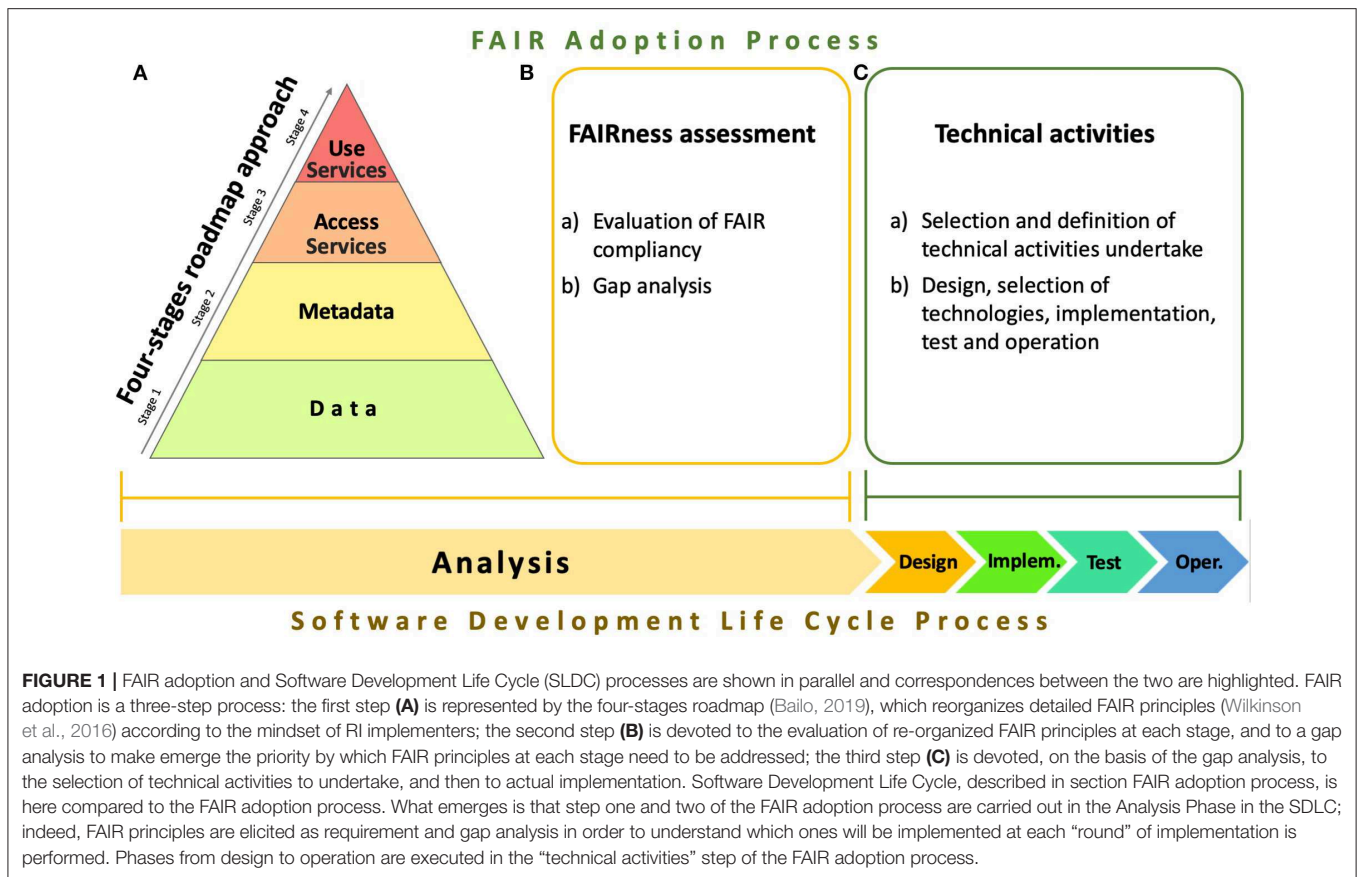 FAIR Adoption Process
A
B
C
Four-stages roadmap approach
Stage 1
Stage 2
Stage 3
Stage 4
Use
Services
Access
Services
Metadata
Data
FAIRness assessment
a) Evaluation of FAIR
compliancy
b) Gap analysis
Technical activities
a) Selection and definition of
technical activities undertake
b) Design, selection of
technologies, implementation,
test and operation
Analysis
Design
Implem.
Test
Oper.
Software Development Life Cycle Process
FIGURE 1 | FAIR adoption and Software Development Life Cycle (SLDC) processes are shown in parallel and correspondences between the two are highlighted. FAIR
adoption is a three-step process: the first step (A) is represented by the four-stages roadmap (Bailo, 2019), which reorganizes detailed FAIR principles (Wilkinson
et al., 2016) according to the mindset of RI implementers; the second step (B) is devoted to the evaluation of re-organized FAIR principles at each stage, and to a gap
analysis to make emerge the priority by which FAIR principles at each stage need to be addressed; the third step (C) is devoted, on the basis of the gap analysis, to
the selection of technical activities to undertake, and then to actual implementation. Software Development Life Cycle, described in section FAIR adoption process, is
here compared to the FAIR adoption process. What emerges is that step one and two of the FAIR adoption process are carried out in the Analysis Phase in the SDLC;
indeed, FAIR principles are elicited as requirement and gap analysis in order to understand which ones will be implemented at each “round” of implementation is
performed. Phases from design to operation are executed in the “technical activities” step of the FAIR adoption process.